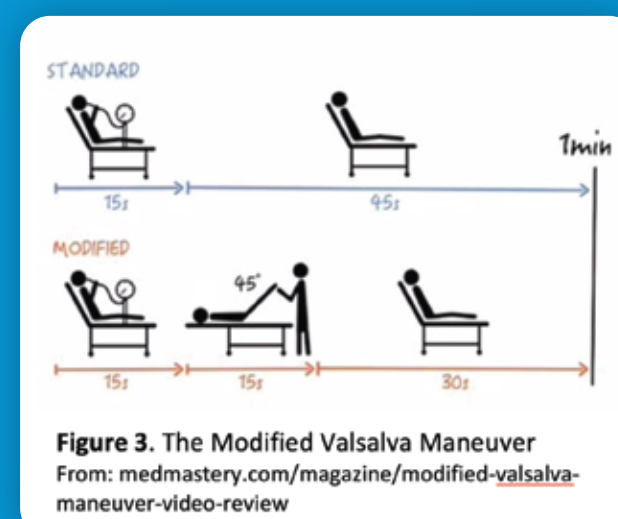 STANDARD
1min
15s
45s
MODIFIED
45°
15s
15s
30s
Figure 3. The Modified Valsalva Maneuver
From: medmastery.com/magazine/modified-valsalva-
maneuver-video-review